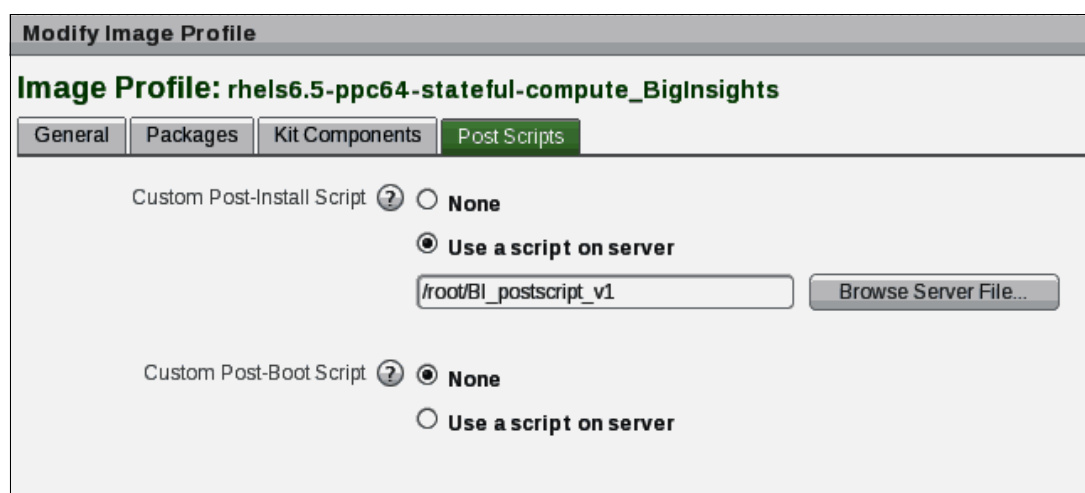 Modify Image Profile
Image Profile: rhels6.5-ppc64-stateful-compute_BigInsights
General Packages Kit Components Post Scripts
Custom Post-Install Script ? None
Use a script on server
/root/BI_postscript_v1 Browse Server File...
Custom Post-Boot Script ? None
Use a script on server